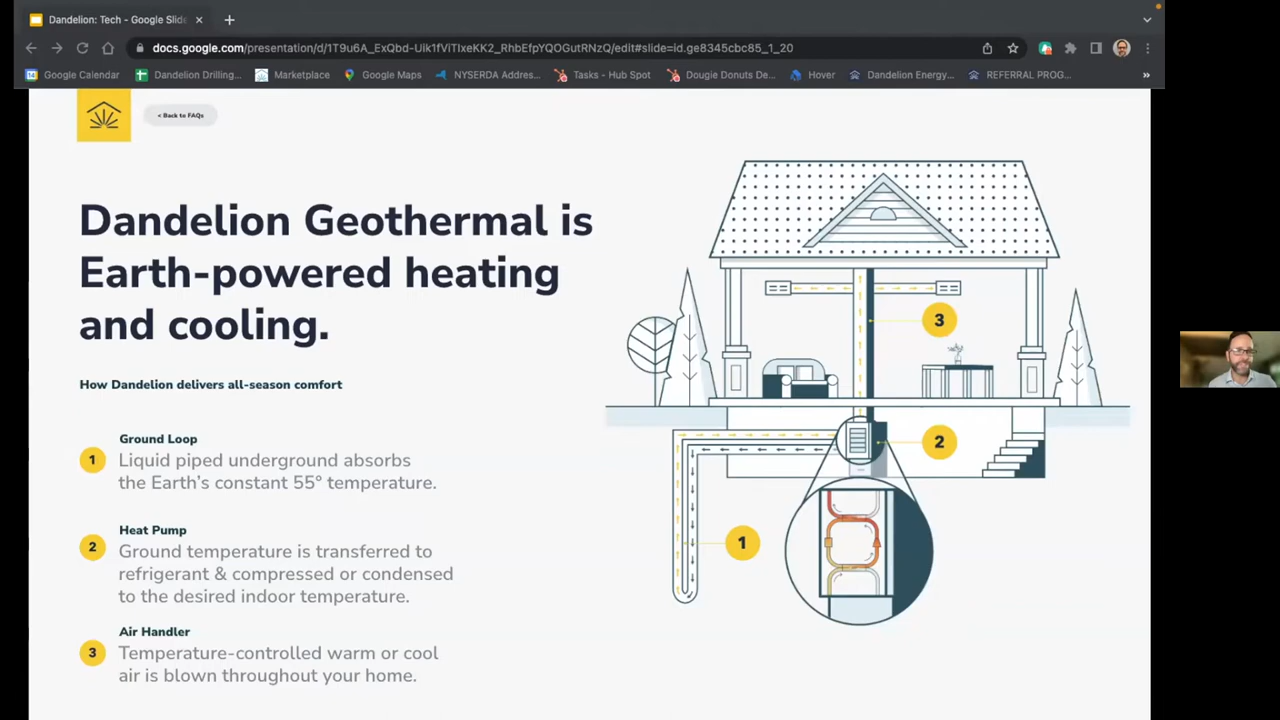 Dandelion: Tech - Google Slide
docs.google.com/presentation/d/1T9u6A_ExQbd-Uik1fViTIxeKK2_RhbEfpYQOGutRNzQ/edit#slide=id.ge8345cbc85_1_20
Google Calendar
Dandelion Drilling...
Marketplace
Google Maps
NYSERDA Addres...
Tasks - Hub Spot
Dougie Donuts De...
Hover
Dandelion Energy...
REFERRAL PROG...
< Back to FAQs
Dandelion Geothermal is
Earth-powered heating
and cooling.
How Dandelion delivers all-season comfort
1
Ground Loop
Liquid piped underground absorbs
the Earth's constant 55° temperature.
2
Heat Pump
Ground temperature is transferred to
refrigerant & compressed or condensed
to the desired indoor temperature.
3
Air Handler
Temperature-controlled warm or cool
air is blown throughout your home.
3
2
1